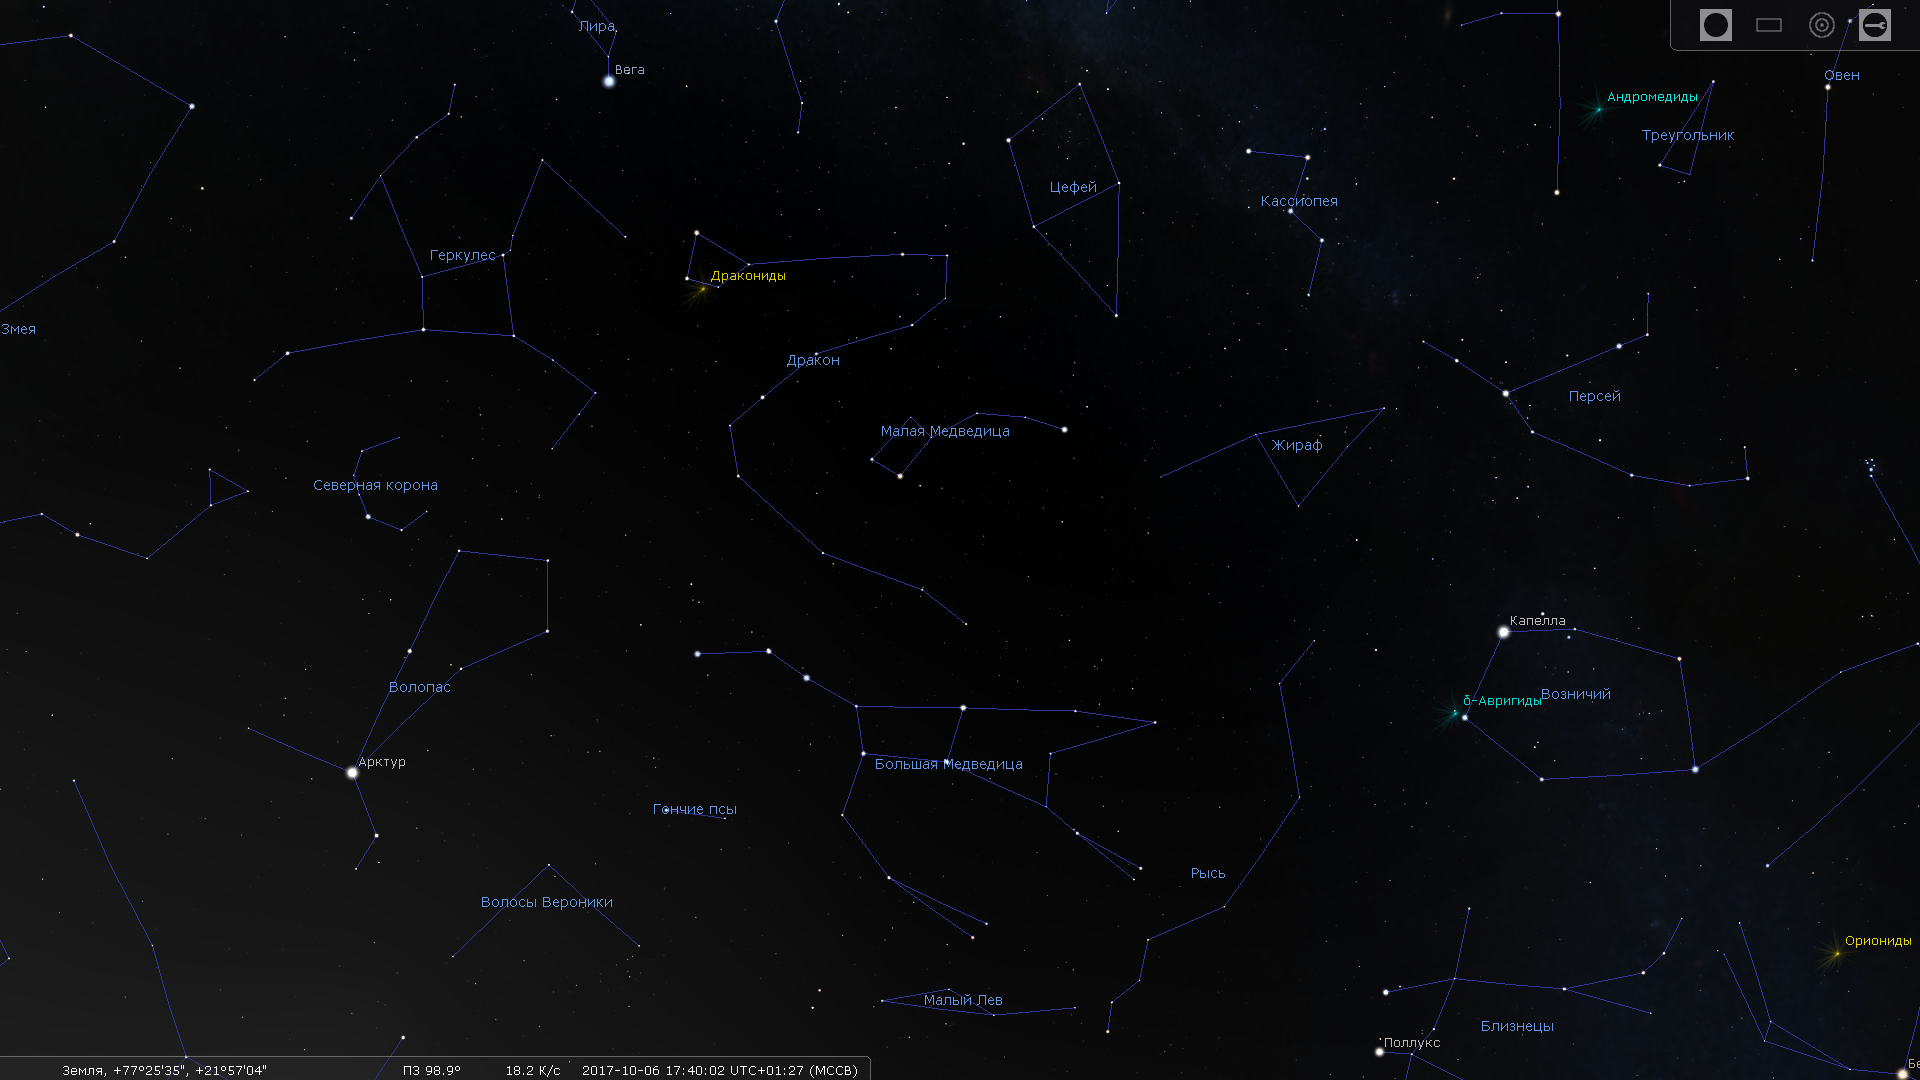 Лира
Вега
Овен
Андромедиды
Треугольник
Цефей
Кассиопея
Геркулес
Дракониды
Змея
Дракон
Персей
Малая Медведица
Жираф
Северная корона
Капелла
Волопас
δ-Авригиды
Возничий
Арктур
Большая Медведица
Гончие псы
Рысь
Волосы Вероники
Ориониды
Малый Лев
Близнецы
Поллукс
Земля, +77°25'35", +21°57'04" ПЗ 98.9° 18.2 К/с 2017-10-06 17:40:02 UTC+01:27 (МССВ)